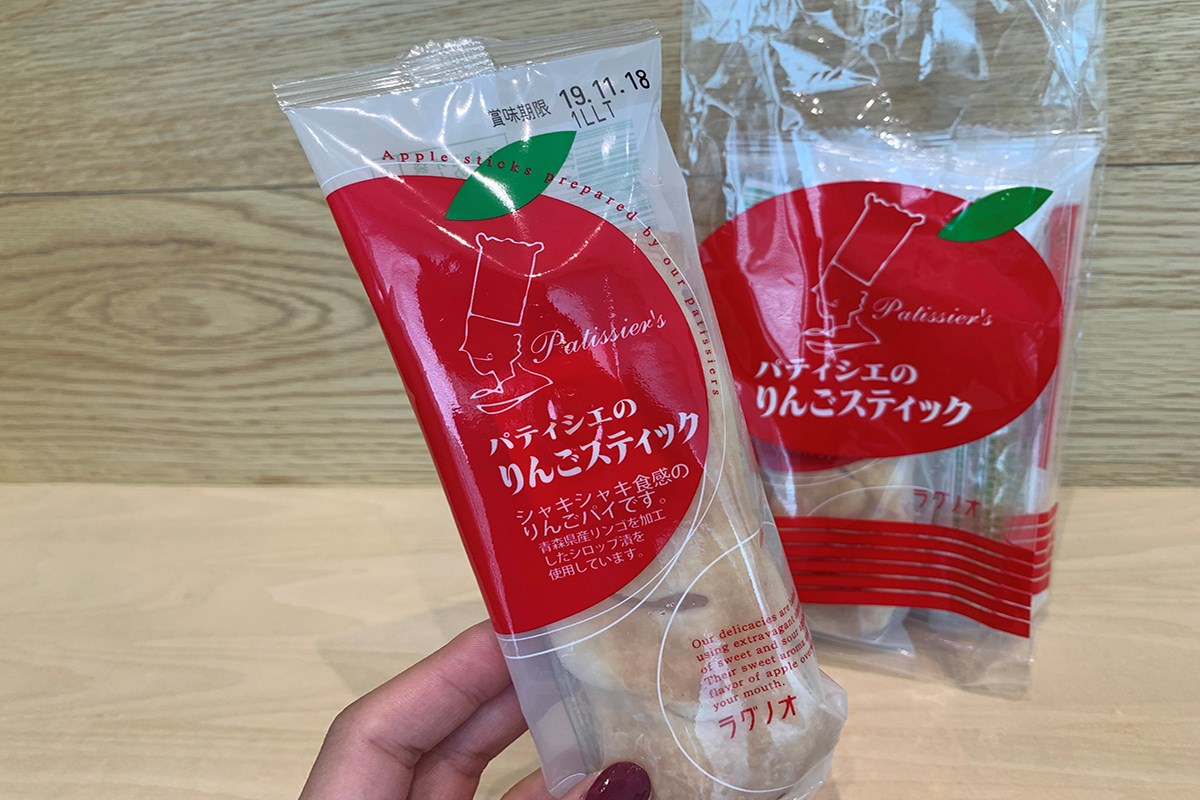 賞味期限 19.11.18
1LLT
Apple sticks prepared by our patissiers
Patissier's
パティシエの
りんごスティック
シャキシャキ食感の
りんごパイです。
青森県産リンゴを加工
したシロップ漬を
使用しています。
Our delicacies are
using extravagant
of sweet and sour
Their sweet aroma
flavor of apple
your mouth.
ラグノオ
Patissier's
パティシエの
りんごスティック
ラグノオ